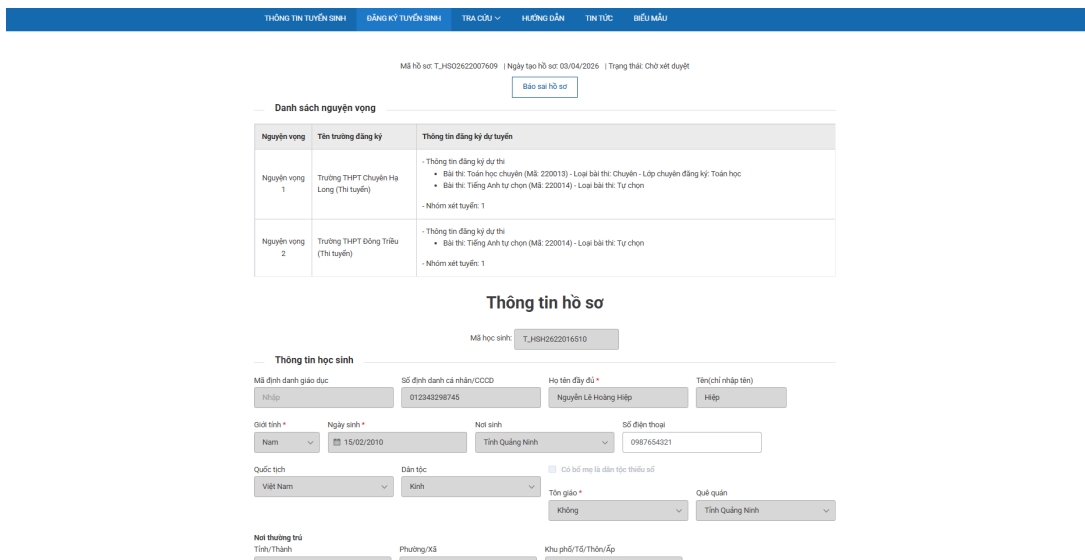 THÔNG TIN TUYỂN SINH ĐĂNG KÝ TUYỂN SINH TRA CỨU HƯỚNG DẪN TIN TỨC BIỂU MẪU
Mã hồ sơ: T_HSO2622007609 | Ngày tạo hồ sơ: 03/04/2026 | Trạng thái: Chờ xét duyệt
Báo sai hồ sơ
Danh sách nguyện vọng
Nguyện vọng Tên trường đăng ký Thông tin đăng ký dự tuyển
Nguyện vọng 1 Trường THPT Chuyên Hạ Long (Thi tuyển)
- Thông tin đăng ký dự thi
• Bài thi: Toán học chuyên (Mã: 220013) - Loại bài thi: Chuyên - Lớp chuyên đăng ký: Toán học
• Bài thi: Tiếng Anh tự chọn (Mã: 220014) - Loại bài thi: Tự chọn
- Nhóm xét tuyển: 1
Nguyện vọng 2 Trường THPT Đông Triều (Thi tuyển)
- Thông tin đăng ký dự thi
• Bài thi: Tiếng Anh tự chọn (Mã: 220014) - Loại bài thi: Tự chọn
- Nhóm xét tuyển: 1
Thông tin hồ sơ
Mã học sinh: T_HSH2622016510
Thông tin học sinh
Mã định danh giáo dục Số định danh cá nhân/CCCD Họ tên đầy đủ * Tên(chỉ nhập tên)
Nhập 012343298745 Nguyễn Lê Hoàng Hiệp Hiệp
Giới tính * Ngày sinh * Nơi sinh Số điện thoại
Nam 15/02/2010 Tỉnh Quảng Ninh 0987654321
Quốc tịch Dân tộc Có bố mẹ là dân tộc thiểu số
Việt Nam Kinh
Tôn giáo * Quê quán
Không Tỉnh Quảng Ninh
Nơi thường trú
Tỉnh/Thành Phường/Xã Khu phố/Tổ/Thôn/Ấp